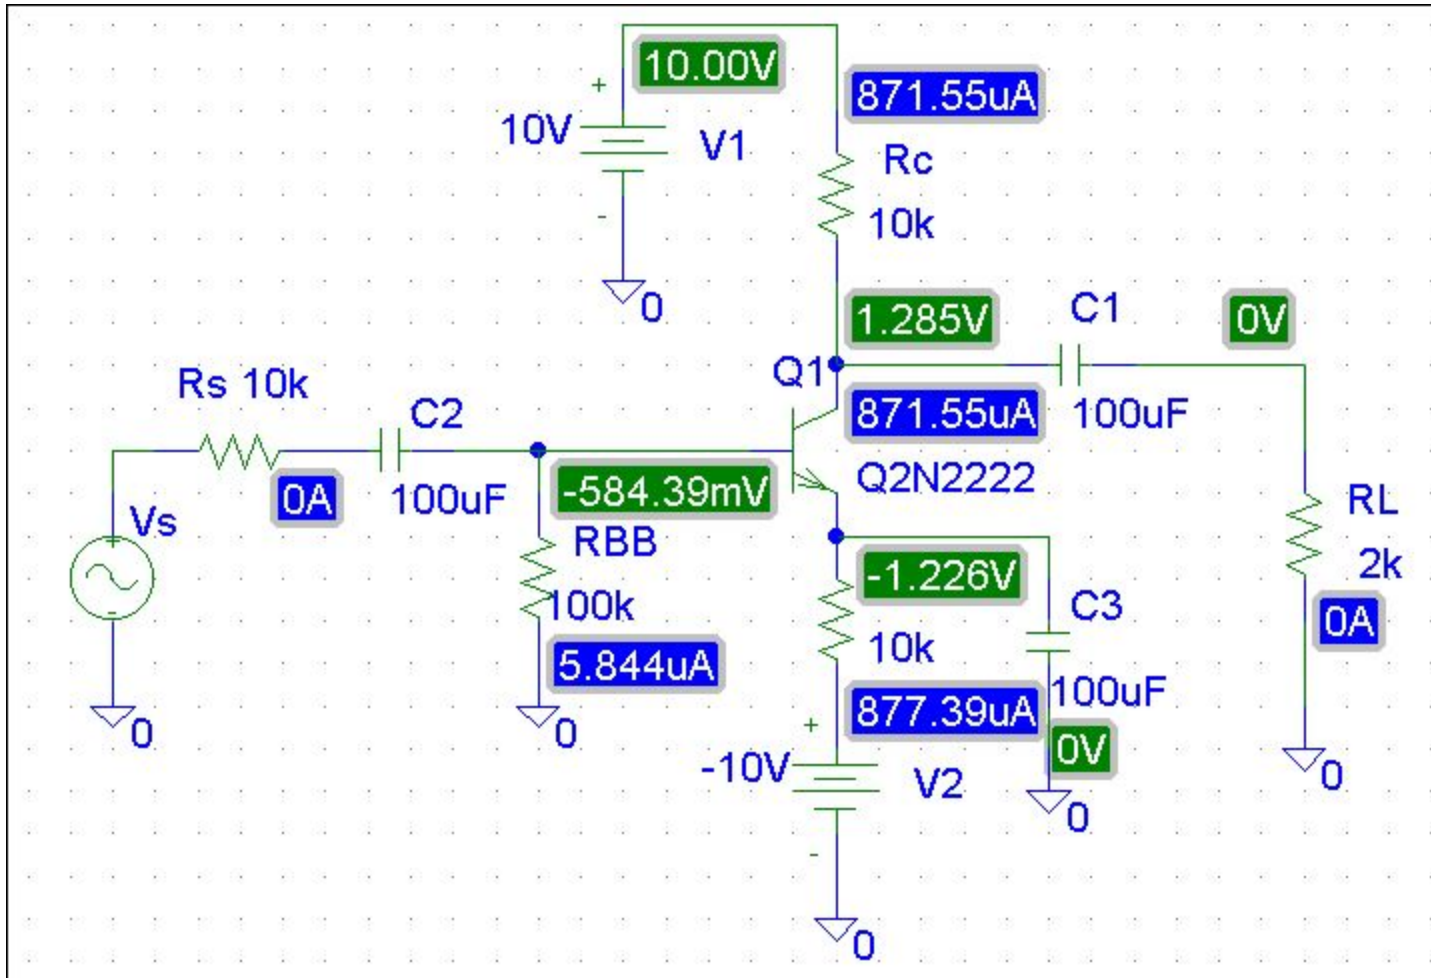 10.00V
+
871.55uA
10V
V1
Rc
-
10k
0
1.285V
C1
0V
Q1
Rs 10k
871.55uA
100uF
C2
Q2N2222
-584.39mV
0A
100uF
RL
Vs
+
RBB
-1.226V
2k
C3
100k
10k
0A
-
5.844uA
100uF
877.39uA
0
0
+
0V
-10V
V2
0
0
-
0